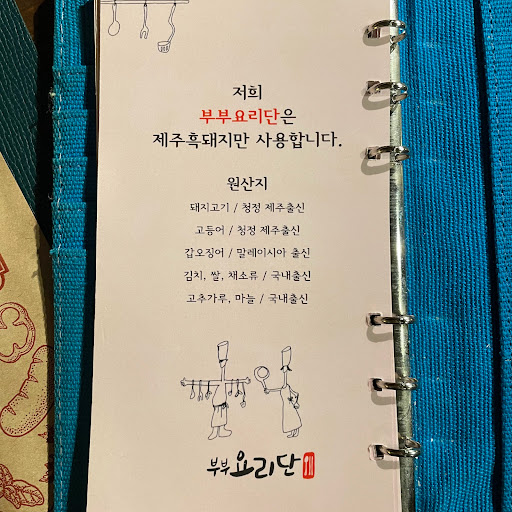 저희
부부요리단은
제주흑돼지만 사용합니다.
원산지
돼지고기 / 청정 제주출신
고등어 / 청정 제주출신
갑오징어 / 말레이시아 출신
김치, 쌀, 채소류 / 국내출신
고추가루, 마늘 / 국내출신
부부요리단